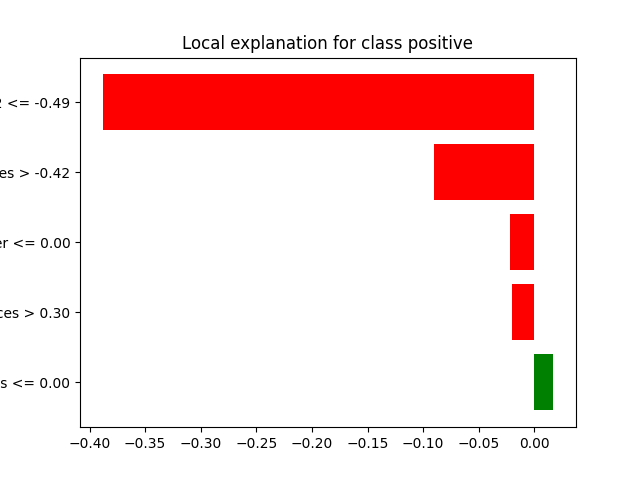 Local explanation for class positive
2 <= -0.49
es > -0.42
er <= 0.00
ces > 0.30
s <= 0.00
−0.40 −0.35 −0.30 −0.25 −0.20 −0.15 −0.10 −0.05 0.00